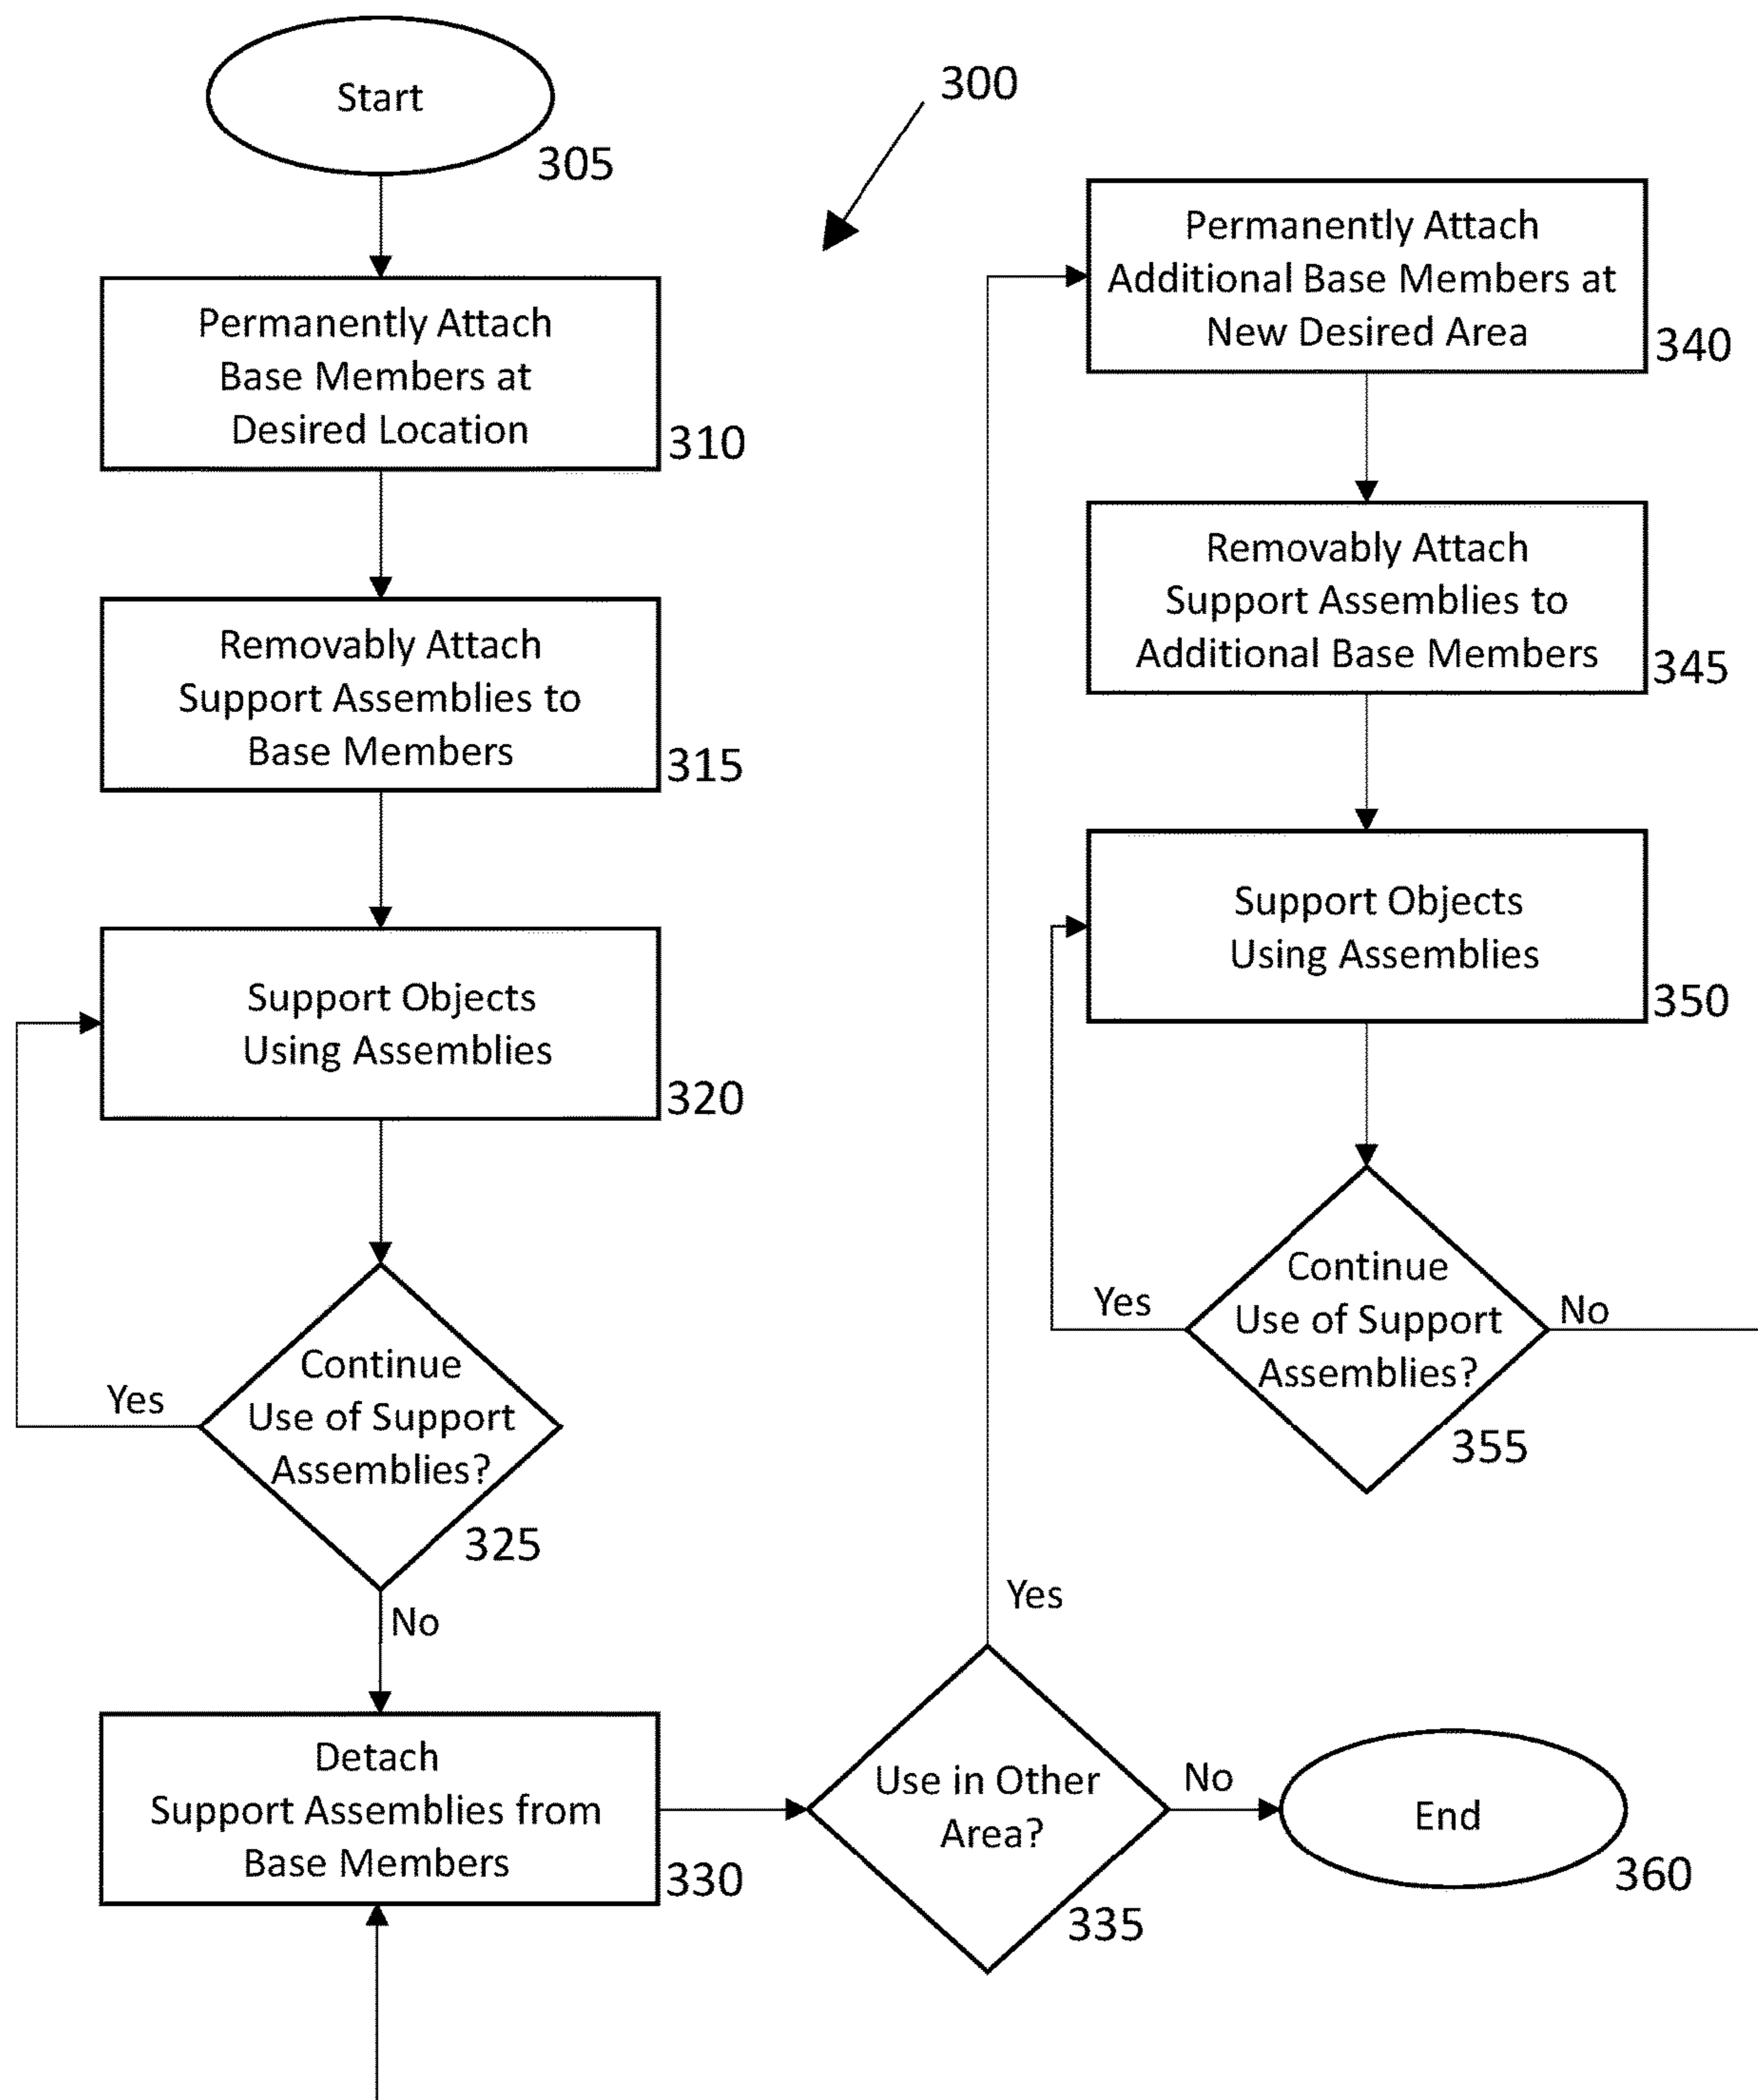 Start
305
300
Permanently Attach
Base Members at
Desired Location
310
Removably Attach
Support Assemblies to
Base Members
315
Support Objects
Using Assemblies
320
Continue
Use of Support
Assemblies?
325
Yes
No
Detach
Support Assemblies from
Base Members
330
Use in Other
Area?
335
Yes
No
Permanently Attach
Additional Base Members at
New Desired Area
340
Removably Attach
Support Assemblies to
Additional Base Members
345
Support Objects
Using Assemblies
350
Continue
Use of Support
Assemblies?
355
Yes
No
End
360